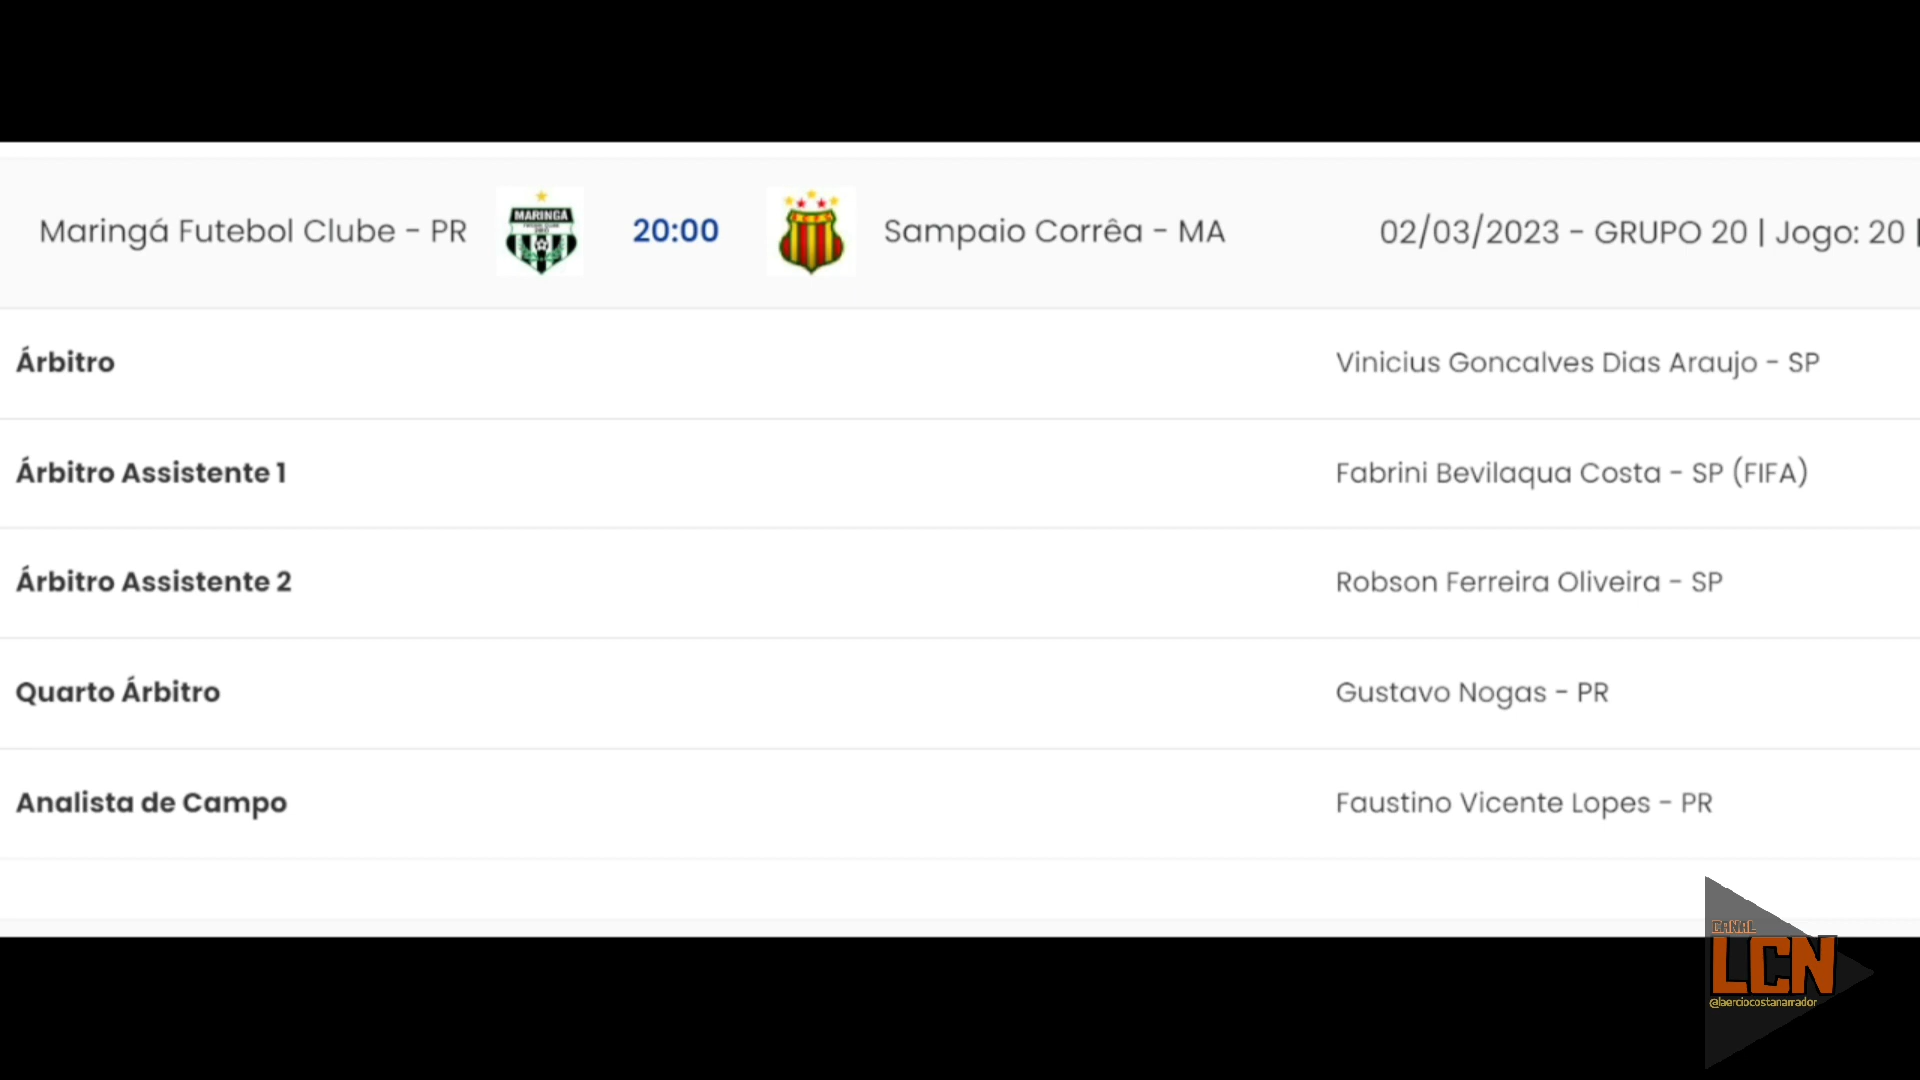 Maringá Futebol Clube - PR MARINGÁ 20:00 Sampaio Corrêa - MA 02/03/2023 - GRUPO 20 | Jogo: 20 |
Árbitro Vinicius Goncalves Dias Araujo - SP
Árbitro Assistente 1 Fabrini Bevilaqua Costa - SP (FIFA)
Árbitro Assistente 2 Robson Ferreira Oliveira - SP
Quarto Árbitro Gustavo Nogas - PR
Analista de Campo Faustino Vicente Lopes - PR
CANAL
LCN
@laerciocostanarrador